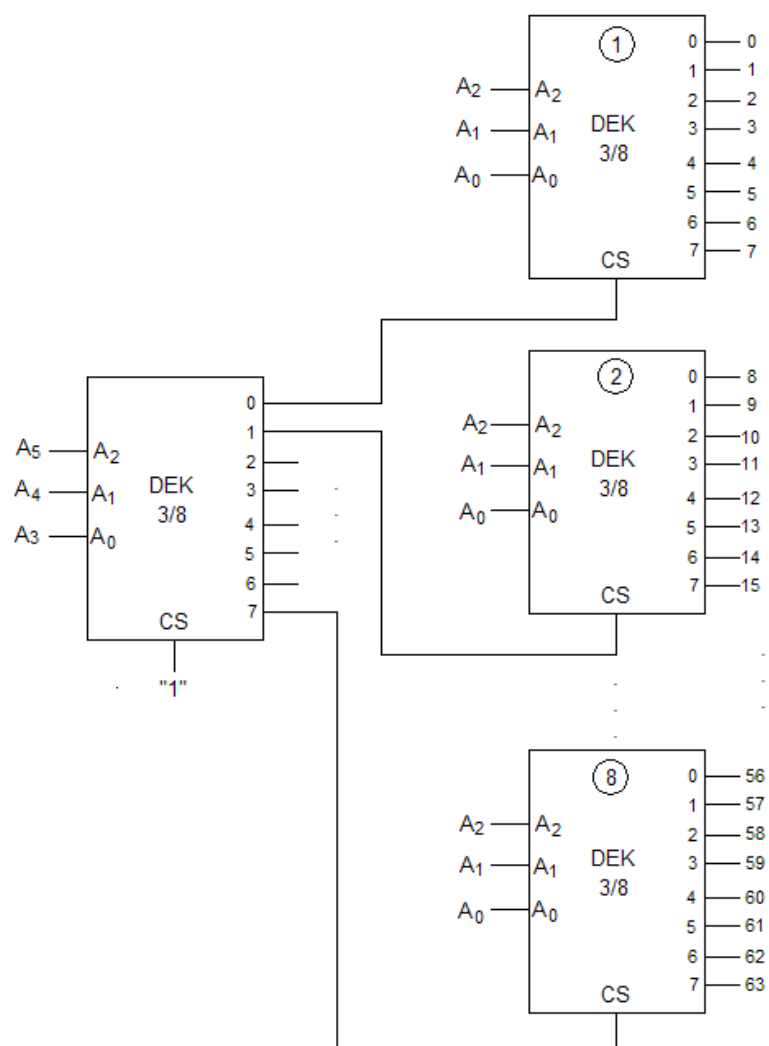 1
0 0
1 1
A2 A2 2 2
DEK
A1 A1 3 3
3/8
4 4
A0 A0
5 5
6 6
7 7
CS
2
0 8
0
1 9
1
A2 A2 2 10
A5 A2 2
DEK
A1 A1 3 11
DEK
A4 A1 3
3/8
4 12
3/8
A0 A0
4
5 13
A3 A0
5
6 14
6
7 15
7
CS
CS
"1"
8
0 56
1 57
A2 A2 2 58
DEK
A1 A1 3 59
3/8
4 60
A0 A0
5 61
6 62
7 63
CS